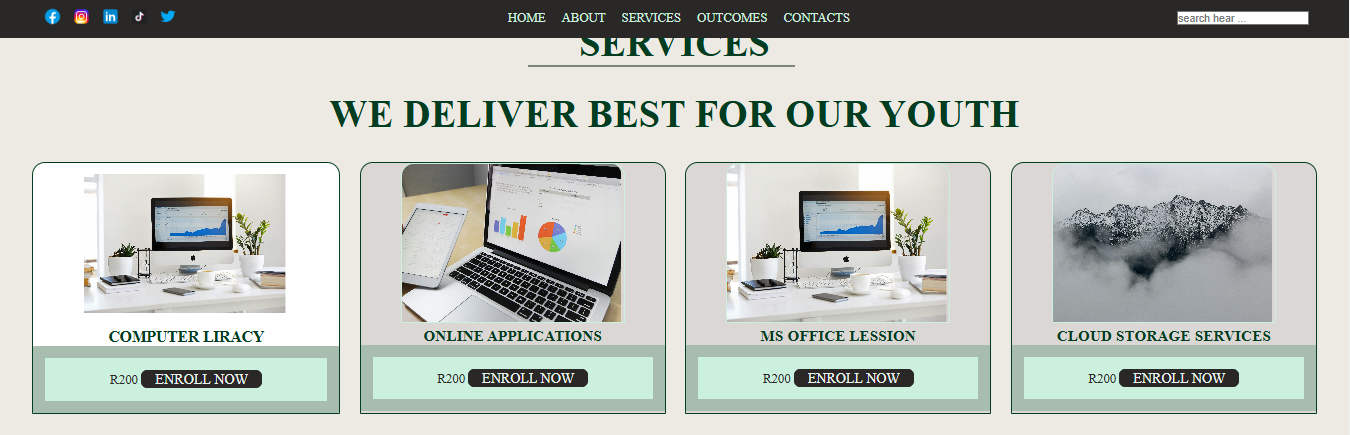 HOME ABOUT SERVICES OUTCOMES CONTACTS
search hear ...
SERVICES
WE DELIVER BEST FOR OUR YOUTH
COMPUTER LIRACY
R200 ENROLL NOW
ONLINE APPLICATIONS
R200 ENROLL NOW
MS OFFICE LESSION
R200 ENROLL NOW
CLOUD STORAGE SERVICES
R200 ENROLL NOW